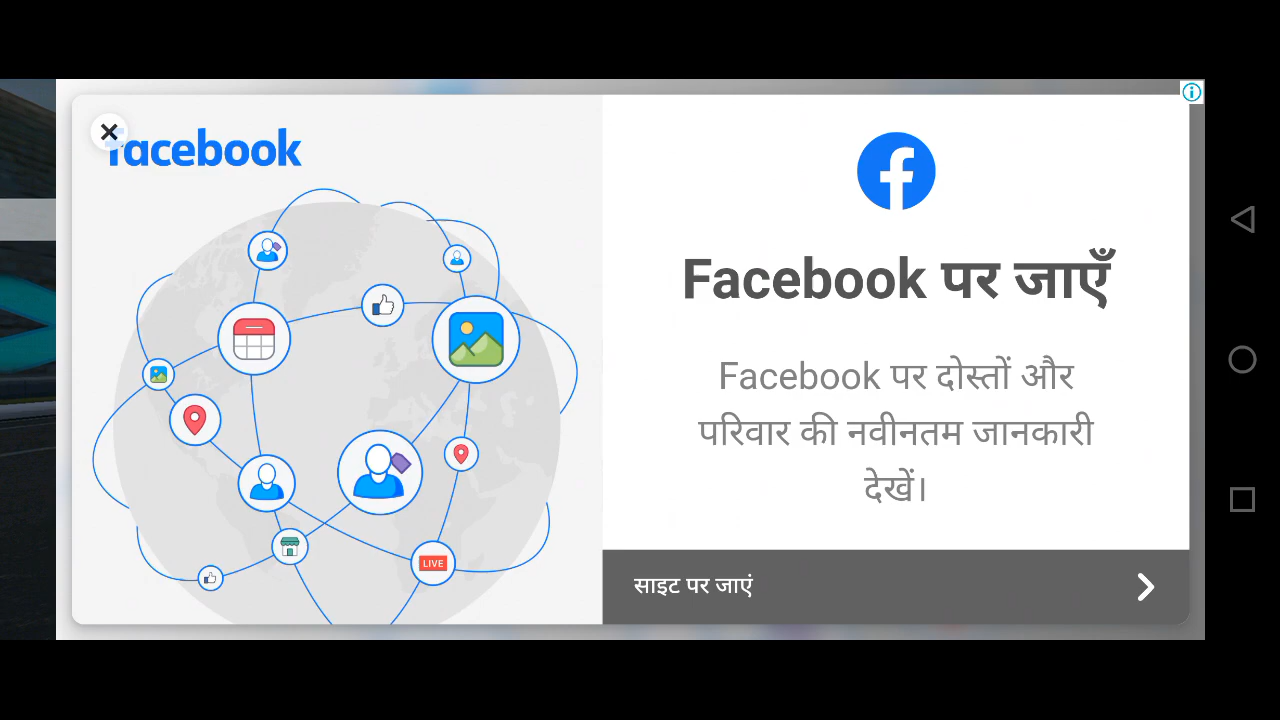 facebook
LIVE
Facebook पर जाएँ
Facebook पर दोस्तों और
परिवार की नवीनतम जानकारी
देखें।
साइट पर जाएं